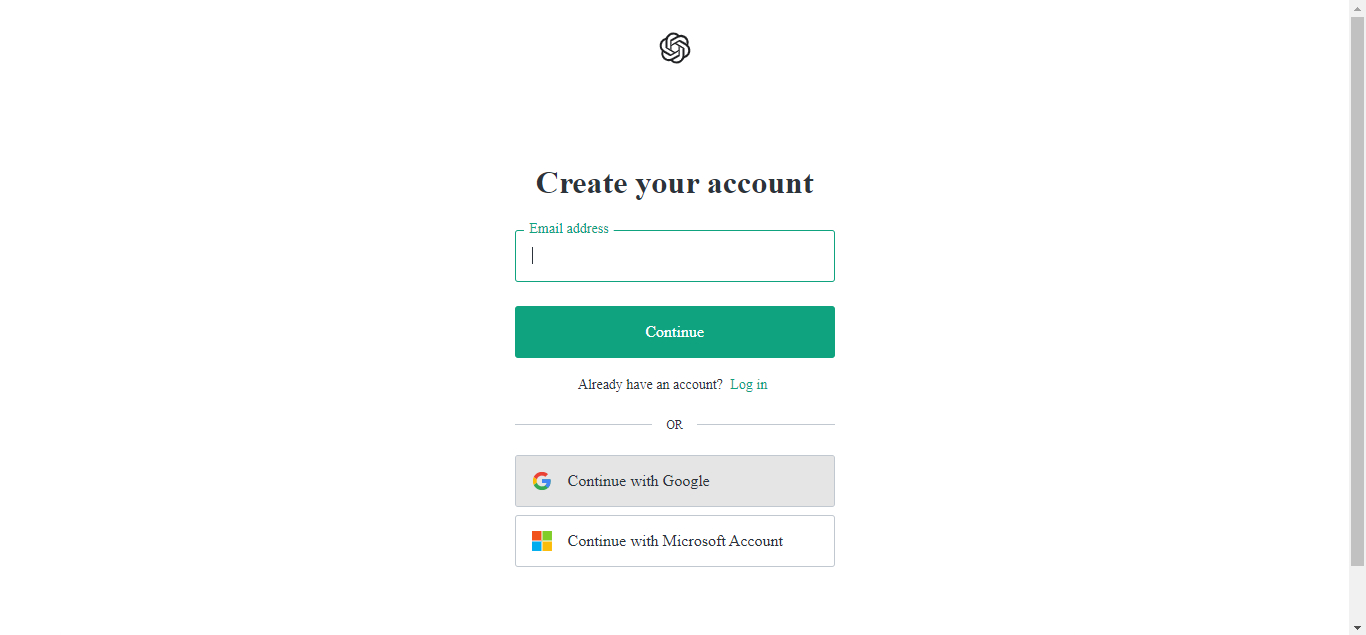 Create your account
Email address
Continue
Already have an account? Log in
OR
Continue with Google
Continue with Microsoft Account